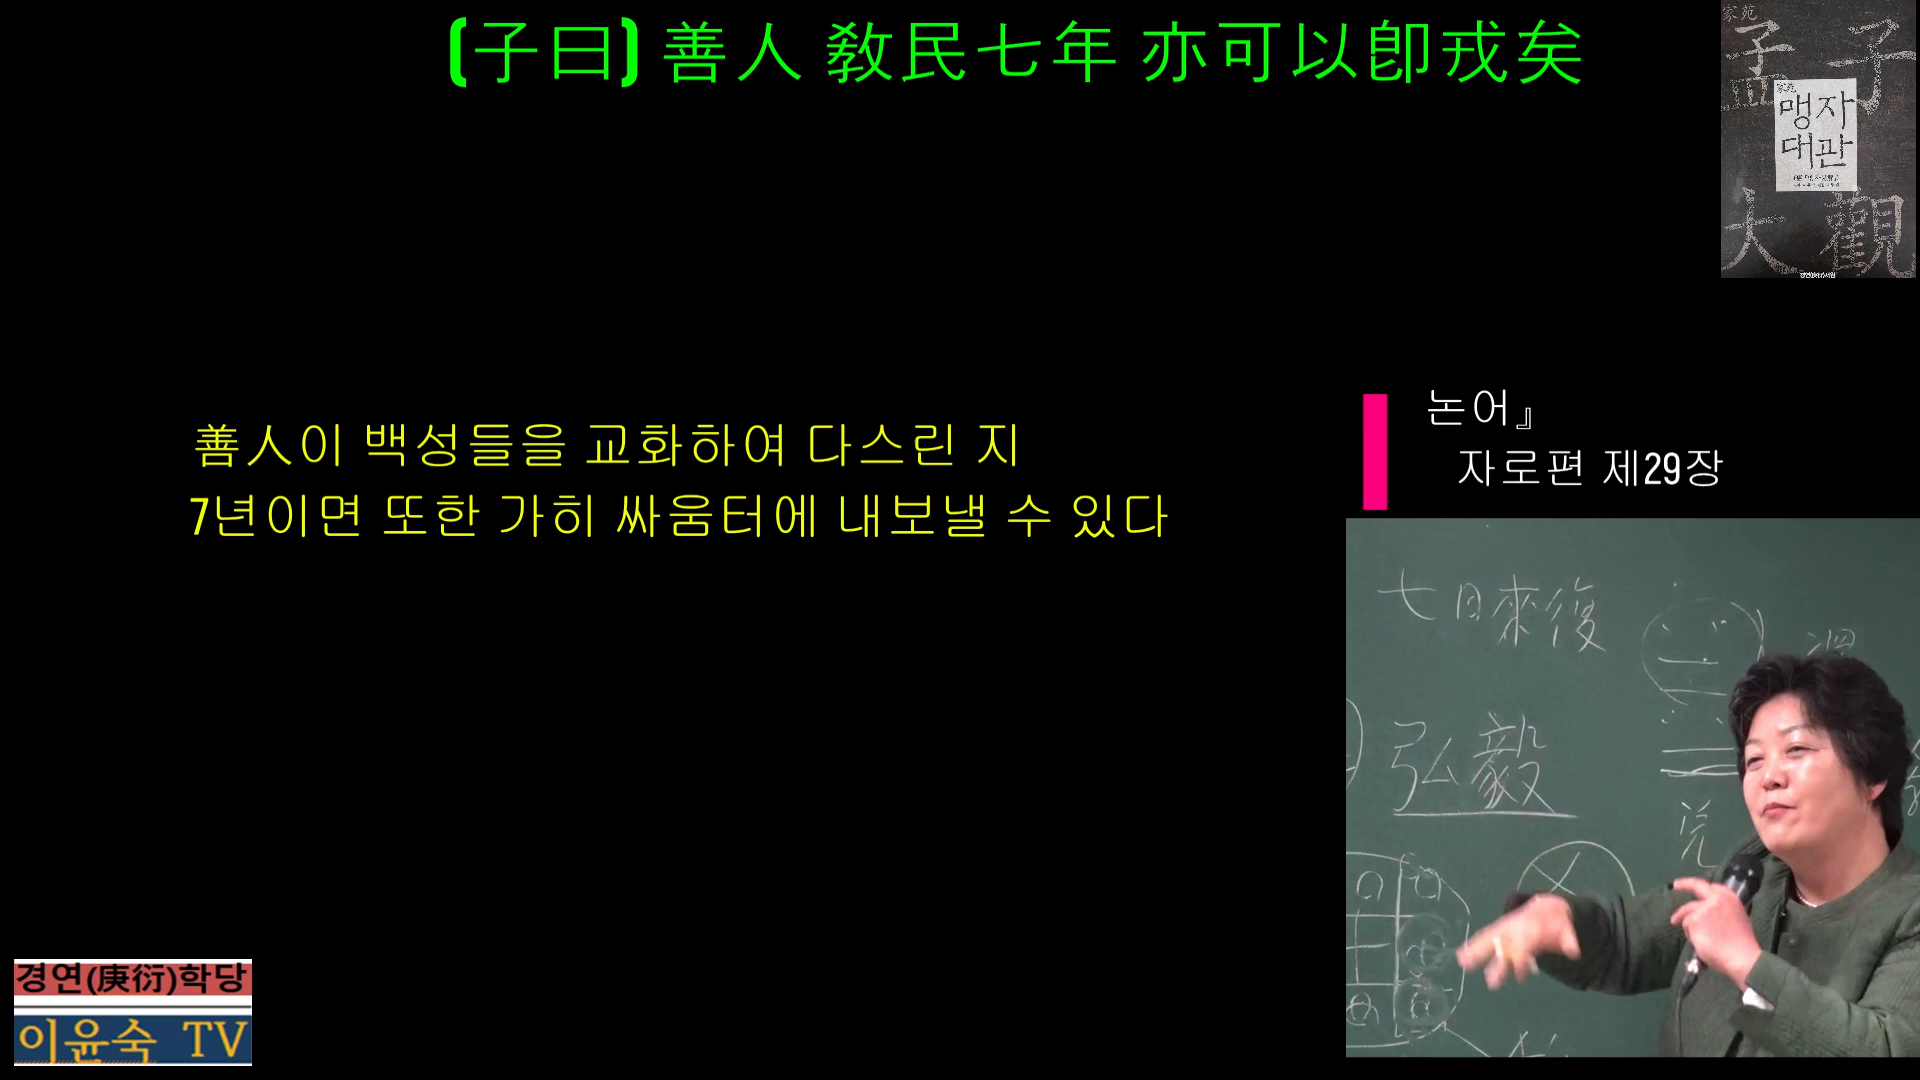 (子曰) 善人 敎民七年 亦可以卽戎矣
家苑
孟子
맹자
대관
大觀
善人이 백성들을 교화하여 다스린 지
7년이면 또한 가히 싸움터에 내보낼 수 있다
논어』
자로편 제29장
七日來復
弘毅
경연(庚衍)학당
이윤숙 TV